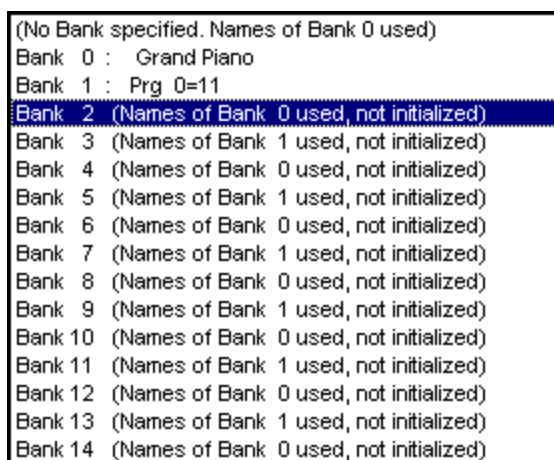 (No Bank specified. Names of Bank 0 used)
Bank 0 : Grand Piano
Bank 1 : Prg 0=11
Bank 2 (Names of Bank 0 used, not initialized)
Bank 3 (Names of Bank 1 used, not initialized)
Bank 4 (Names of Bank 0 used, not initialized)
Bank 5 (Names of Bank 1 used, not initialized)
Bank 6 (Names of Bank 0 used, not initialized)
Bank 7 (Names of Bank 1 used, not initialized)
Bank 8 (Names of Bank 0 used, not initialized)
Bank 9 (Names of Bank 1 used, not initialized)
Bank 10 (Names of Bank 0 used, not initialized)
Bank 11 (Names of Bank 1 used, not initialized)
Bank 12 (Names of Bank 0 used, not initialized)
Bank 13 (Names of Bank 1 used, not initialized)
Bank 14 (Names of Bank 0 used, not initialized)